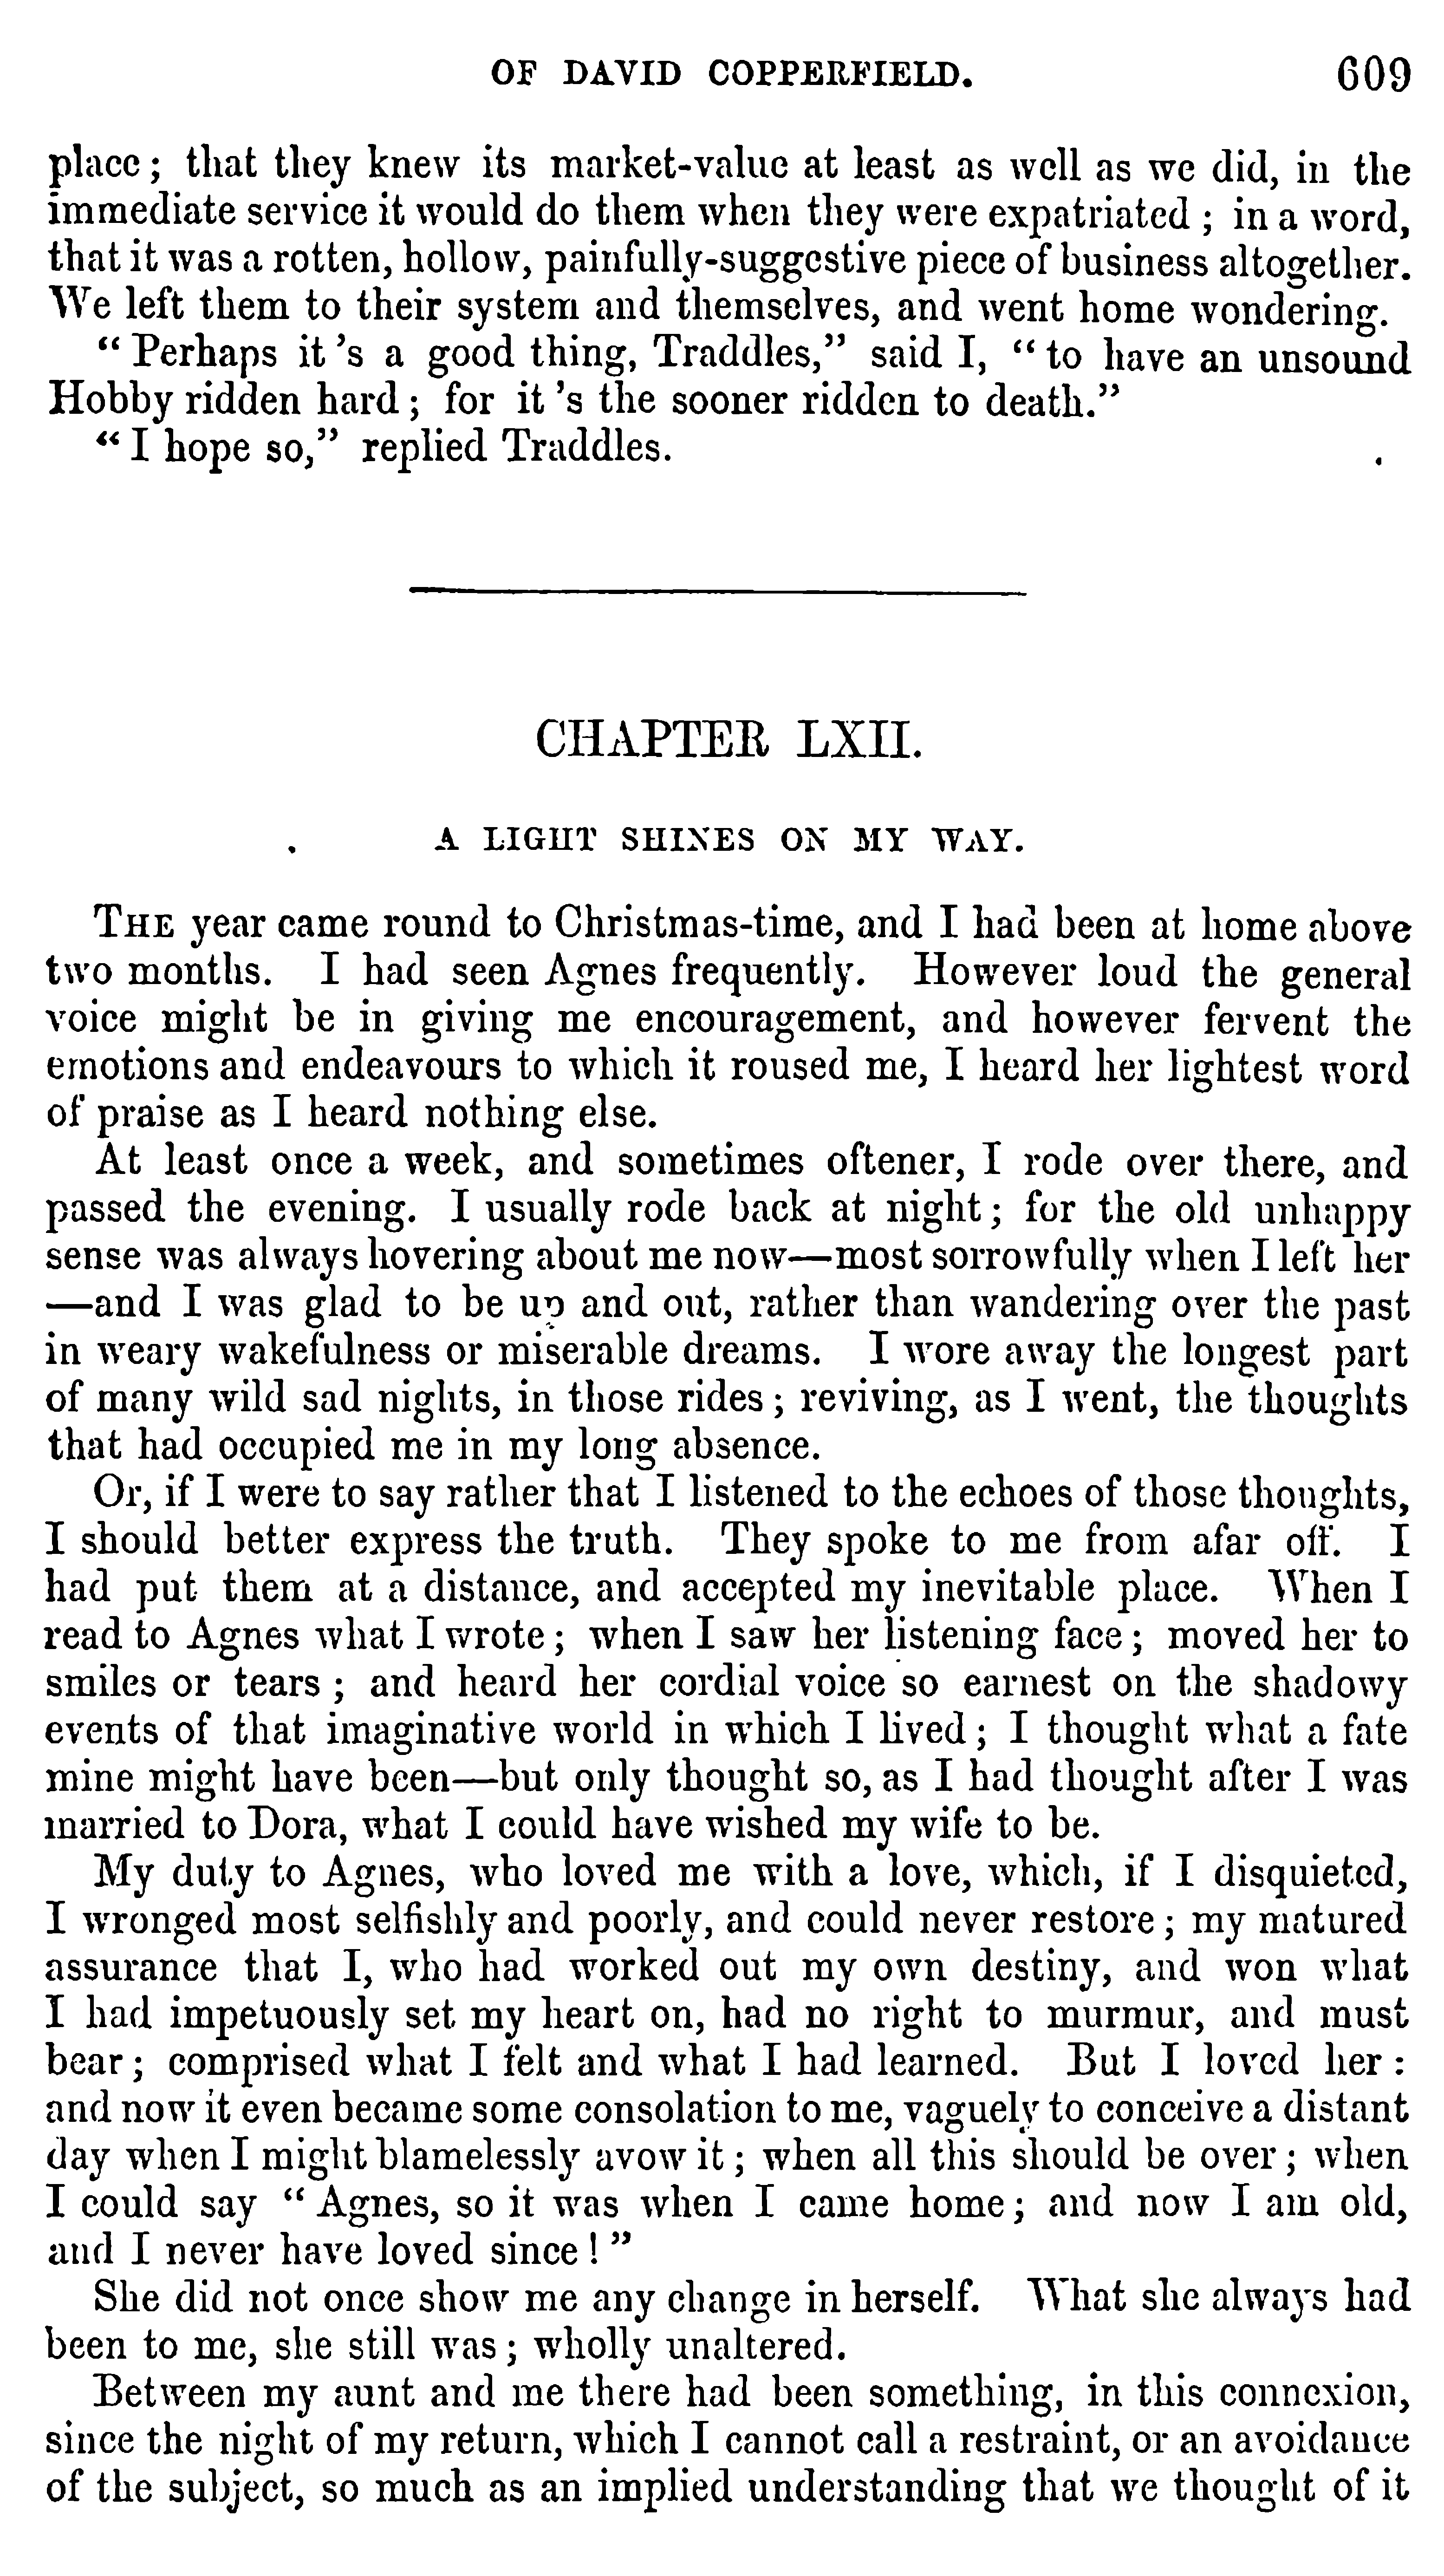 OF DAVID COPPERFIELD. 609
place; that they knew its market-value at least as well as we did, in the
immediate service it would do them when they were expatriated; in a word,
that it was a rotten, hollow, painfully-suggestive piece of business altogether.
We left them to their system and themselves, and went home wondering.
"Perhaps it's a good thing, Traddles," said I, "to have an unsound
Hobby ridden hard; for it's the sooner ridden to death."
"I hope so," replied Traddles.
CHAPTER LXII.
A LIGHT SHINES ON MY WAY.
THE year came round to Christmas-time, and I had been at home above
two months. I had seen Agnes frequently. However loud the general
voice might be in giving me encouragement, and however fervent the
emotions and endeavours to which it roused me, I heard her lightest word
of praise as I heard nothing else.
At least once a week, and sometimes oftener, I rode over there, and
passed the evening. I usually rode back at night; for the old unhappy
sense was always hovering about me now—most sorrowfully when I left her
—and I was glad to be up and out, rather than wandering over the past
in weary wakefulness or miserable dreams. I wore away the longest part
of many wild sad nights, in those rides; reviving, as I went, the thoughts
that had occupied me in my long absence.
Or, if I were to say rather that I listened to the echoes of those thoughts,
I should better express the truth. They spoke to me from afar off. I
had put them at a distance, and accepted my inevitable place. When I
read to Agnes what I wrote; when I saw her listening face; moved her to
smiles or tears; and heard her cordial voice so earnest on the shadowy
events of that imaginative world in which I lived; I thought what a fate
mine might have been—but only thought so, as I had thought after I was
married to Dora, what I could have wished my wife to be.
My duty to Agnes, who loved me with a love, which, if I disquieted,
I wronged most selfishly and poorly, and could never restore; my matured
assurance that I, who had worked out my own destiny, and won what
I had impetuously set my heart on, had no right to murmur, and must
bear; comprised what I felt and what I had learned. But I loved her:
and now it even became some consolation to me, vaguely to conceive a distant
day when I might blamelessly avow it; when all this should be over; when
I could say "Agnes, so it was when I came home; and now I am old,
and I never have loved since!"
She did not once show me any change in herself. What she always had
been to me, she still was; wholly unaltered.
Between my aunt and me there had been something, in this connexion,
since the night of my return, which I cannot call a restraint, or an avoidance
of the subject, so much as an implied understanding that we thought of it